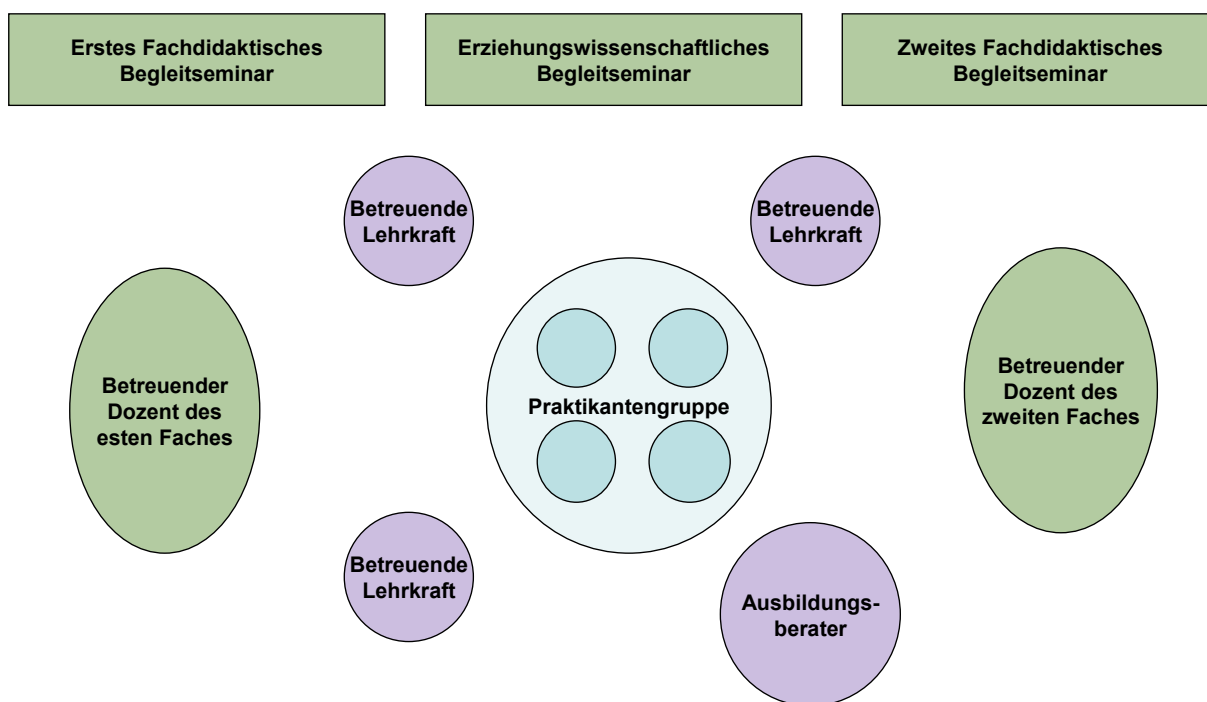 Erstes Fachdidaktisches
Begleitseminar
Erziehungswissenschaftliches
Begleitseminar
Zweites Fachdidaktisches
Begleitseminar
Betreuende
Lehrkraft
Betreuende
Lehrkraft
Betreuender
Dozent des
esten Faches
Praktikantengruppe
Betreuender
Dozent des
zweiten Faches
Betreuende
Lehrkraft
Ausbildungs-
berater